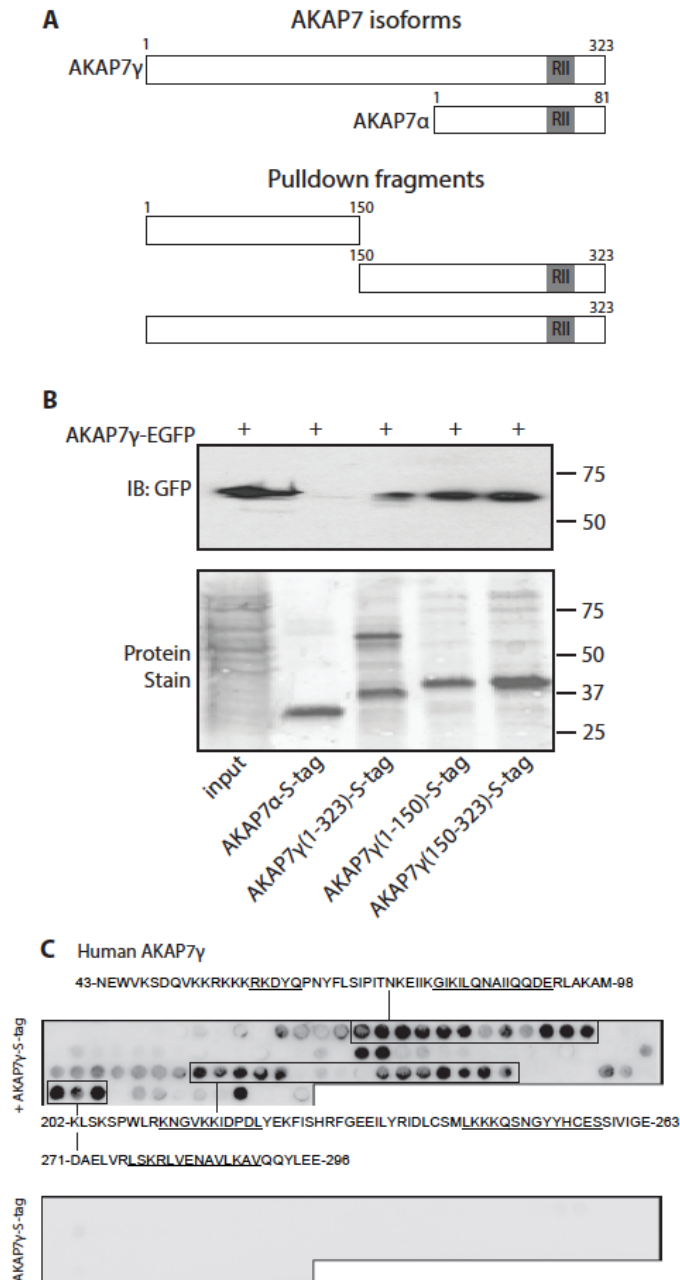 A
AKAP7 isoforms
1 323
AKAP7γ RII
1 81
AKAP7α RII
Pulldown fragments
1 150
150 323
RII
323
RII
B
AKAP7γ-EGFP + + + + +
IB: GFP
75
50
Protein
Stain
75
50
37
25
input
AKAP7α-S-tag
AKAP7γ(1-323)-S-tag
AKAP7γ(1-150)-S-tag
AKAP7γ(150-323)-S-tag
C Human AKAP7γ
43-NEWVKSDQVKKRKKKRKDYQPNYFLSIPITNKEIIKGIKILQNAIIQQDERLAKAM-98
+ AKAP7γ-S-tag
202-KLSKSPWLRKNGVKKIDPDLYEKFISHRFGEEILYRIDLCSMLKKKQSNGYYHCESSIVIGE-263
271-DAELVRLSKRLVENAVLKAVQQYLEE-296
AKAP7γ-S-tag